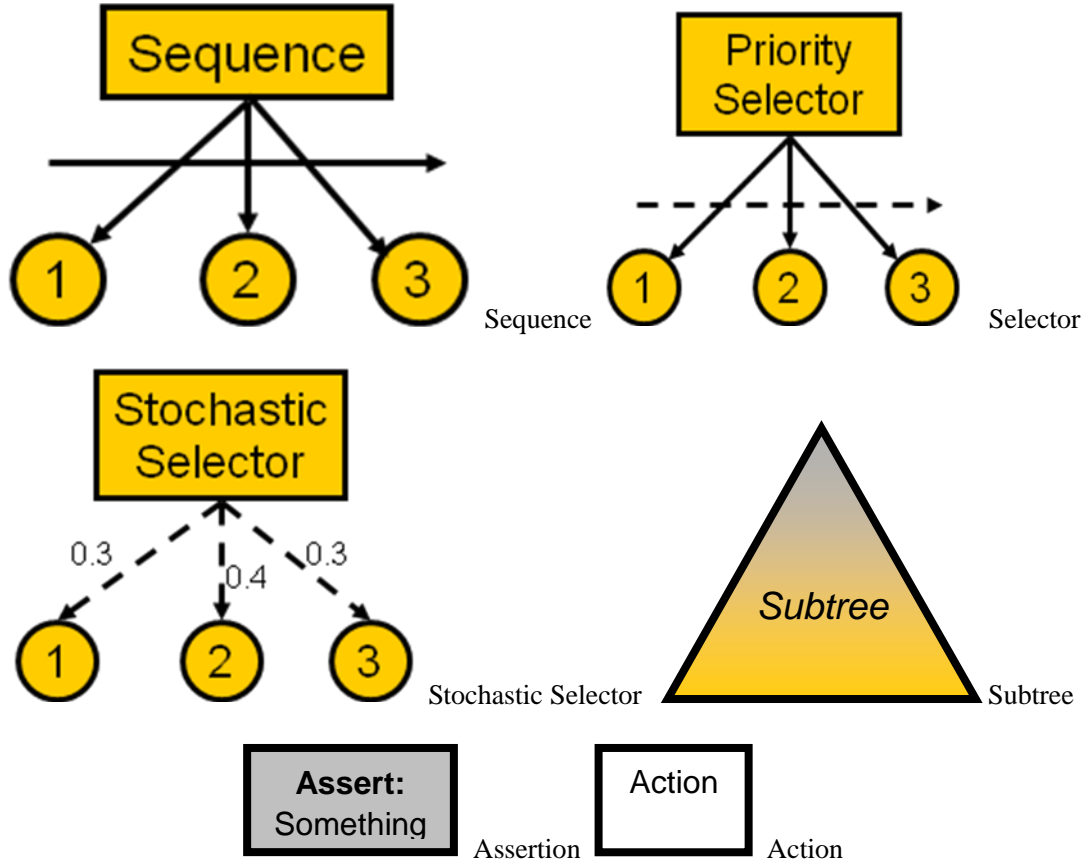 Sequence
1 2 3
Sequence
Priority
Selector
1 2 3
Selector
Stochastic
Selector
0.3 0.4 0.3
1 2 3
Stochastic Selector
Subtree
Subtree
Assert:
Something
Assertion
Action
Action